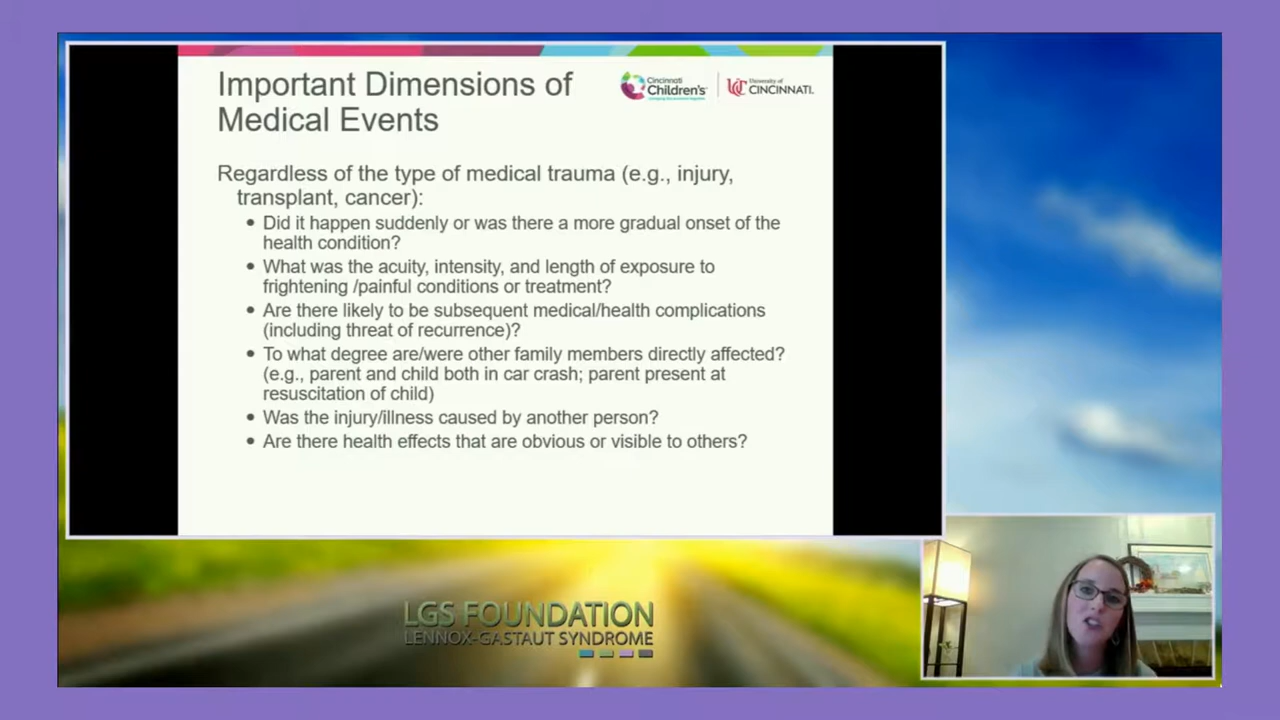 Important Dimensions of
Medical Events
Cincinnati
Children's
University of
CINCINNATI.
Regardless of the type of medical trauma (e.g., injury,
transplant, cancer):
• Did it happen suddenly or was there a more gradual onset of the
health condition?
• What was the acuity, intensity, and length of exposure to
frightening /painful conditions or treatment?
• Are there likely to be subsequent medical/health complications
(including threat of recurrence)?
• To what degree are/were other family members directly affected?
(e.g., parent and child both in car crash; parent present at
resuscitation of child)
• Was the injury/illness caused by another person?
• Are there health effects that are obvious or visible to others?
LGS FOUNDATION
LENNOX-GASTAUT SYNDROME